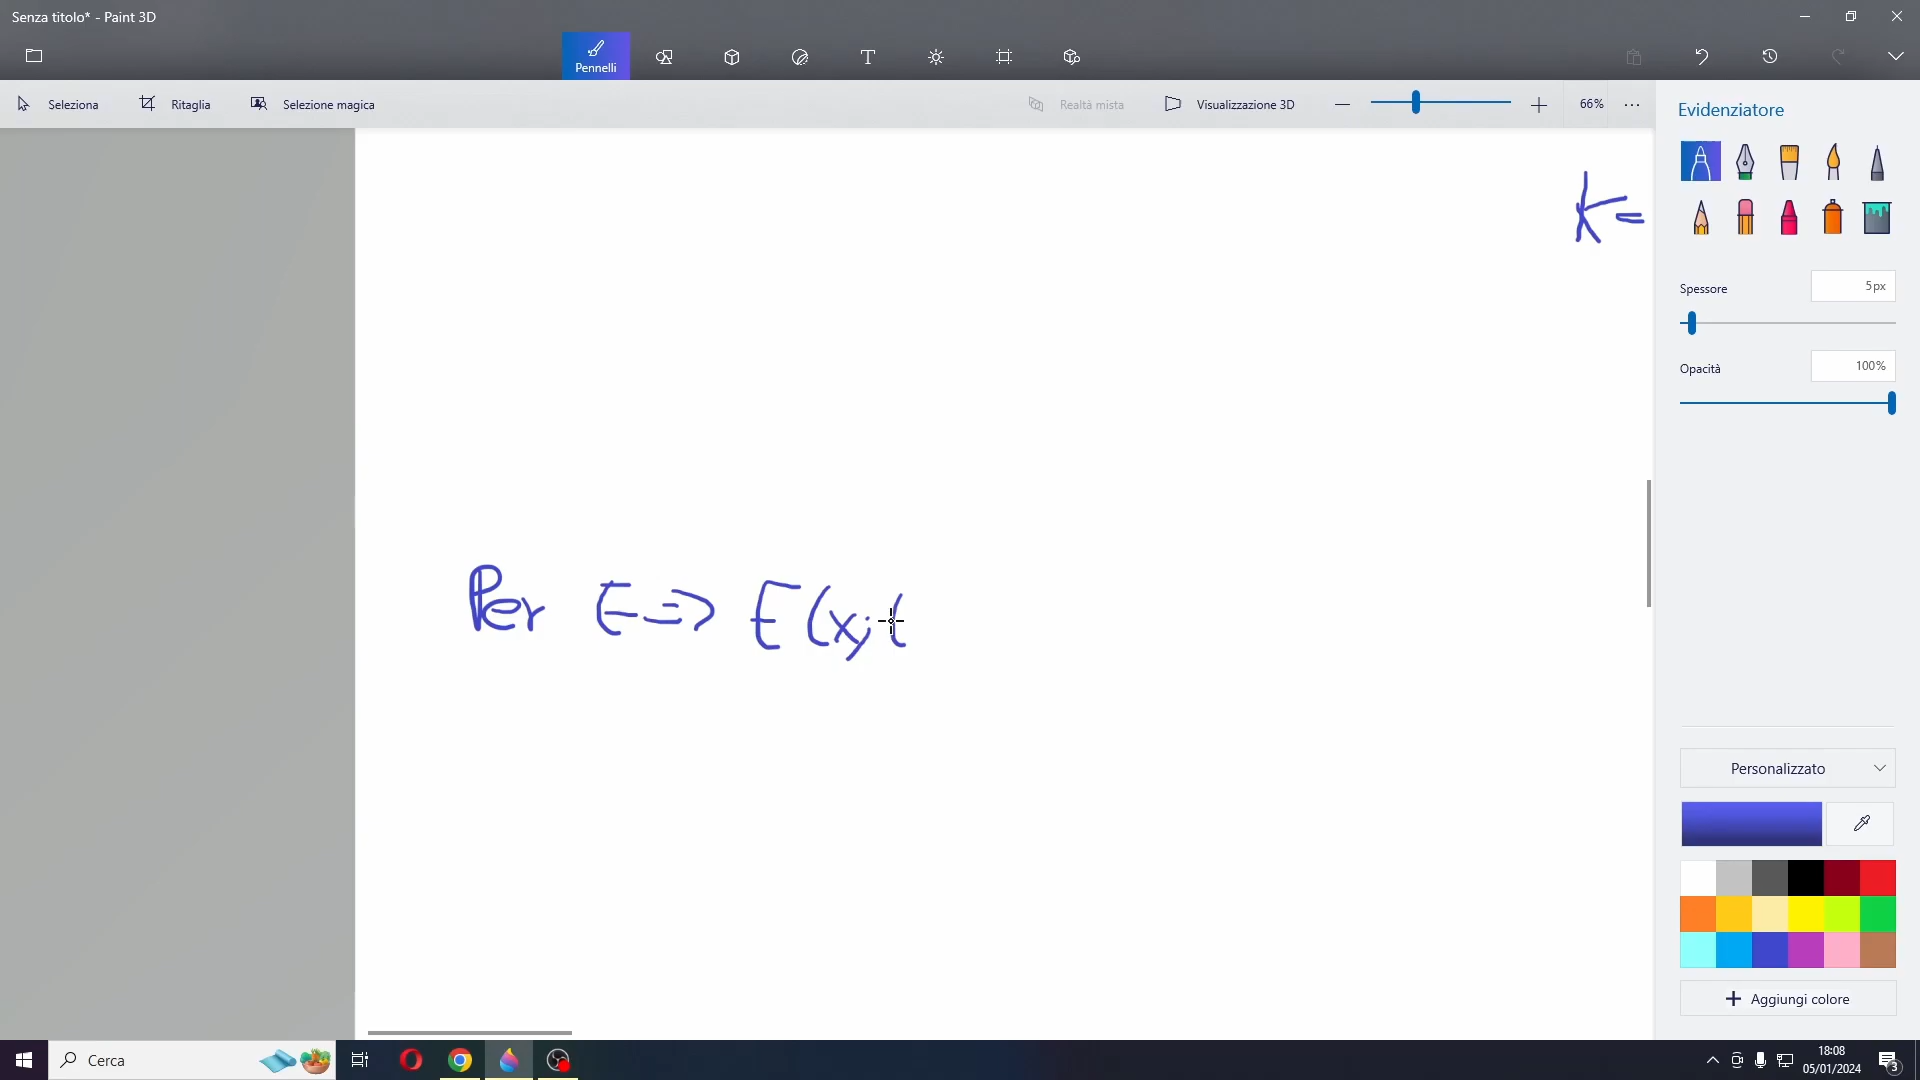 Senza titolo* - Paint 3D
Pennelli
Seleziona Ritaglia Selezione magica Realtà mista Visualizzazione 3D 66%
Evidenziatore
K=
Spessore 5px
Opacità 100%
Per E => E(x; (
Personalizzato
Aggiungi colore
Cerca
18:08
05/01/2024
3